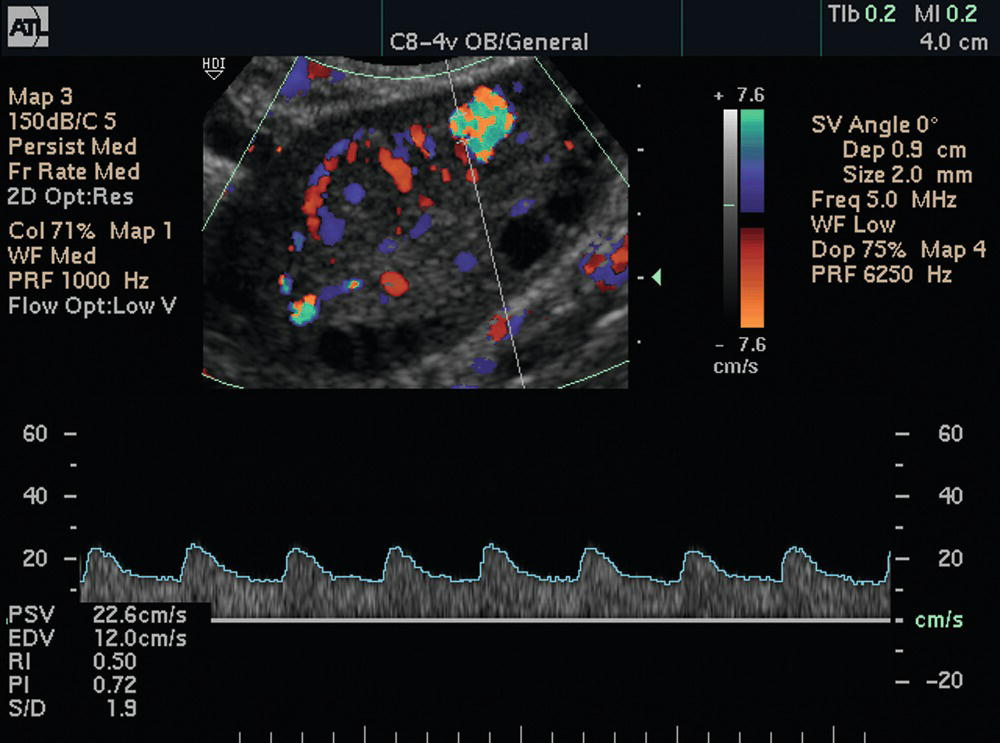 ATL
C8-4v OB/General
TIb 0.2 MI 0.2
4.0 cm
HDI
Map 3
150dB/C 5
Persist Med
Fr Rate Med
2D Opt:Res
Col 71% Map 1
WF Med
PRF 1000 Hz
Flow Opt:Low V
+ 7.6
- 7.6
cm/s
SV Angle 0°
Dep 0.9 cm
Size 2.0 mm
Freq 5.0 MHz
WF Low
Dop 75% Map 4
PRF 6250 Hz
60
40
20
60
40
20
cm/s
-20
PSV 22.6cm/s
EDV 12.0cm/s
RI 0.50
PI 0.72
S/D 1.9